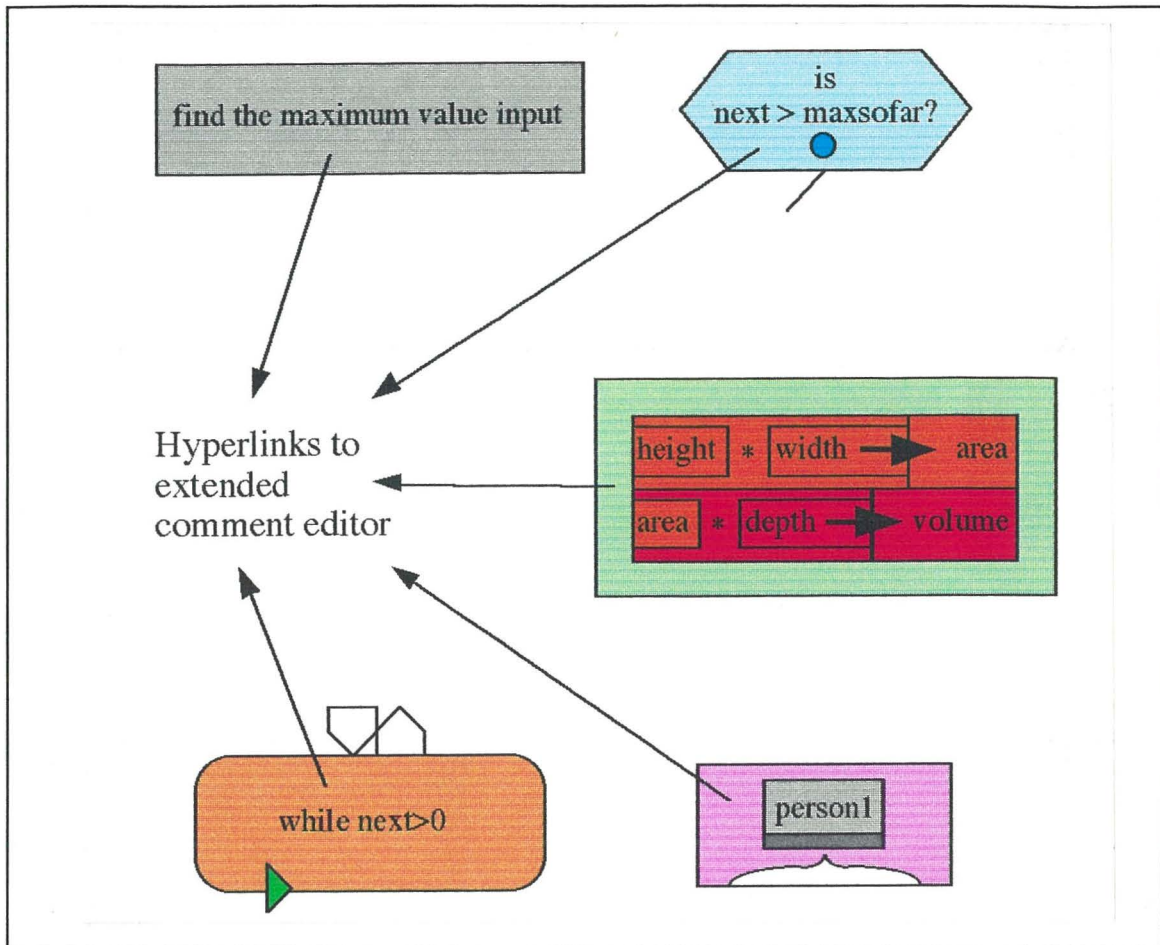 find the maximum value input
is
next > maxsofar?
Hyperlinks to
extended
comment editor
height * width area
area * depth volume
while next>0
person1